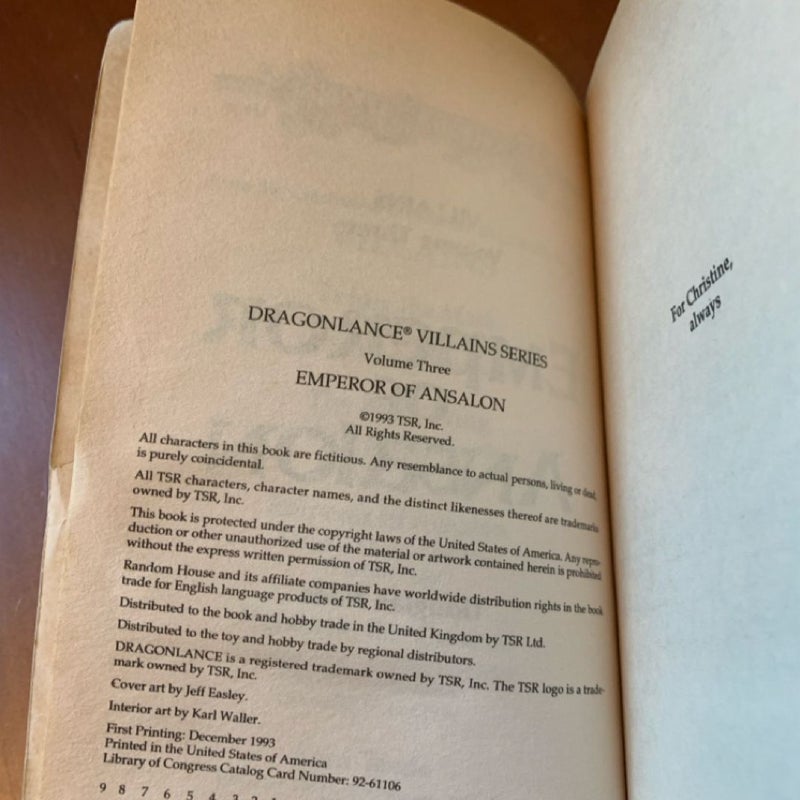 DRAGONLANCE® VILLAINS SERIES
Volume Three
EMPEROR OF ANSALON
©1993 TSR, Inc.
All Rights Reserved.
All characters in this book are fictitious. Any resemblance to actual persons, living or dead,
is purely coincidental.
All TSR characters, character names, and the distinct likenesses thereof are trademarks
owned by TSR, Inc.
This book is protected under the copyright laws of the United States of America. Any repro-
duction or other unauthorized use of the material or artwork contained herein is prohibited
without the express written permission of TSR, Inc.
Random House and its affiliate companies have worldwide distribution rights in the book
trade for English language products of TSR, Inc.
Distributed to the book and hobby trade in the United Kingdom by TSR Ltd.
Distributed to the toy and hobby trade by regional distributors.
DRAGONLANCE is a registered trademark owned by TSR, Inc. The TSR logo is a trade-
mark owned by TSR, Inc.
Cover art by Jeff Easley.
Interior art by Karl Waller.
First Printing: December 1993
Printed in the United States of America
Library of Congress Catalog Card Number: 92-61106
9 8 7 6 5 4 3 2 1
For Christine,
always